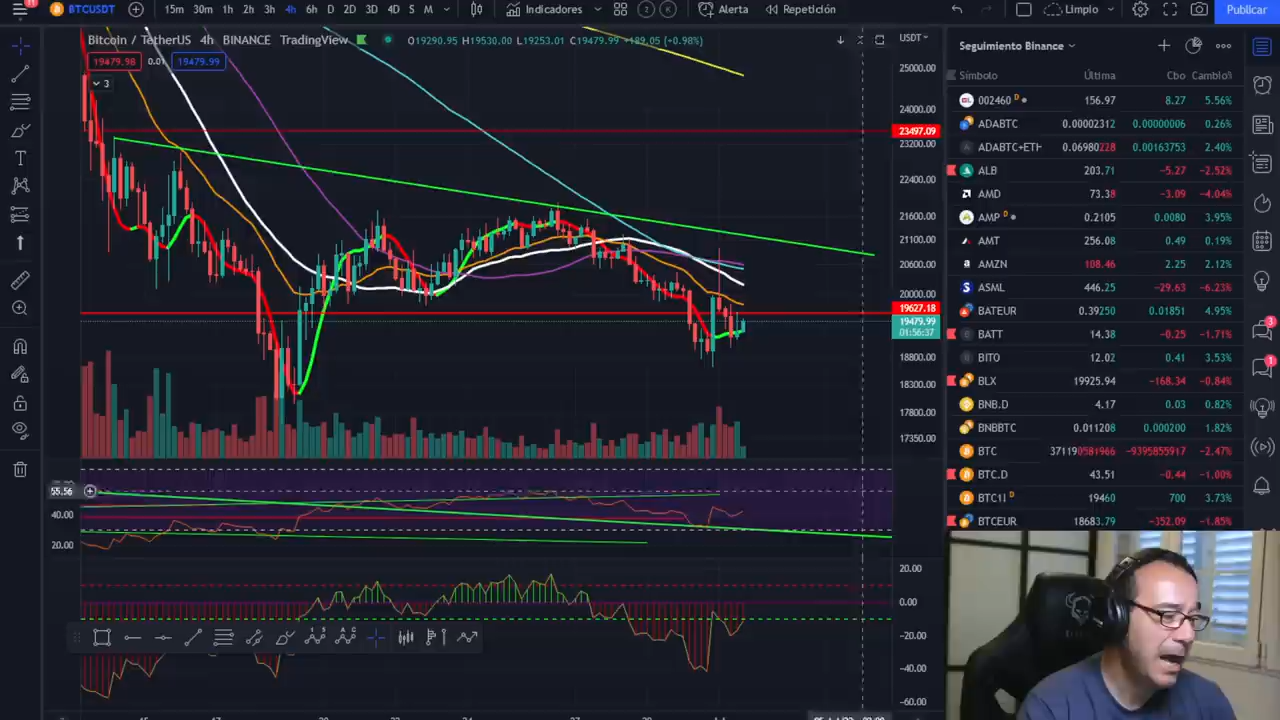 11
BTCUSDT 15m 30m 1h 2h 3h 4h 6h D 2D 3D 4D S M Indicadores Alerta Repetición Limpio Publicar
Bitcoin / TetherUS 4h BINANCE TradingView O19290.95 H19530.00 L19253.01 C19479.99 +189.05 (+0.98%)
USDT
19479.98 0.01 19479.99
3
25000.00
24000.00
23497.09
23200.00
22400.00
21600.00
21100.00
20600.00
20000.00
19627.18
19479.99
01:56:37
18800.00
18300.00
17800.00
17350.00
55.56
40.00
20.00
20.00
0.00
-20.00
-40.00
-60.00
Seguimiento Binance
Símbolo Última Cbo Cambio%
002460 D 156.97 8.27 5.56%
ADABTC 0.00002312 0.00000006 0.26%
ADABTC+ETH 0.06980228 0.00163753 2.40%
ALB 203.71 -5.27 -2.52%
AMD 73.38 -3.09 -4.04%
AMP D 0.2105 0.0080 3.95%
AMT 256.08 0.49 0.19%
AMZN 108.46 2.25 2.12%
ASML 446.25 -29.63 -6.23%
BATEUR 0.39250 0.01851 4.95%
BATT 14.38 -0.25 -1.71%
BITO 12.02 0.41 3.53%
BLX 19925.94 -168.34 -0.84%
BNB.D 4.17 0.03 0.82%
BNBBTC 0.011208 0.000200 1.82%
BTC 371190581966 -9395855917 -2.47%
BTC.D 43.51 -0.44 -1.00%
BTC1! D 19460 700 3.73%
BTCEUR 18683.79 -352.09 -1.85%
3
1